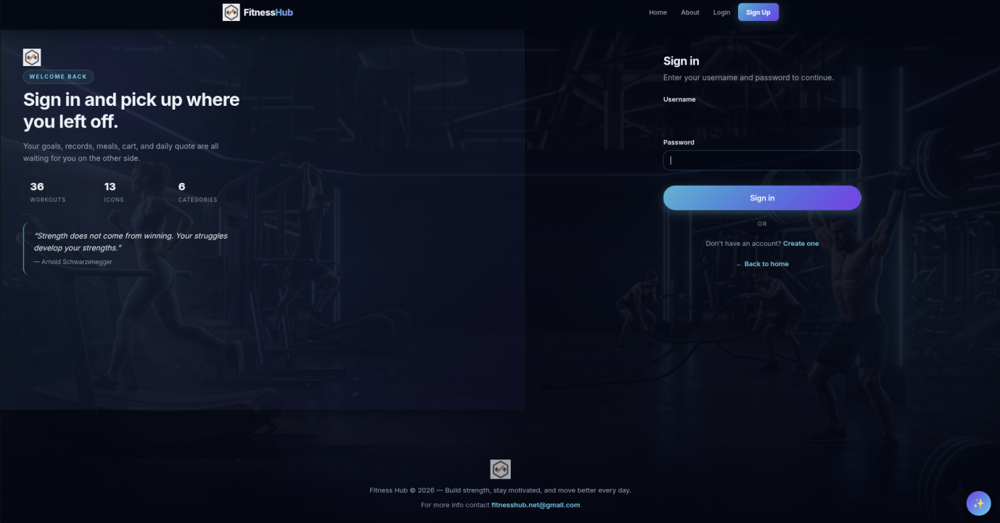 FitnessHub
Home
About
Login
Sign Up
WELCOME BACK
Sign in and pick up where
you left off.
Your goals, records, meals, cart, and daily quote are all
waiting for you on the other side.
36
WORKOUTS
13
ICONS
6
CATEGORIES
“Strength does not come from winning. Your struggles
develop your strengths.”
— Arnold Schwarzenegger
Sign in
Enter your username and password to continue.
Username
Password
Sign in
OR
Don't have an account? Create one
← Back to home
Fitness Hub © 2026 — Build strength, stay motivated, and move better every day.
For more info contact fitnesshub.net@gmail.com